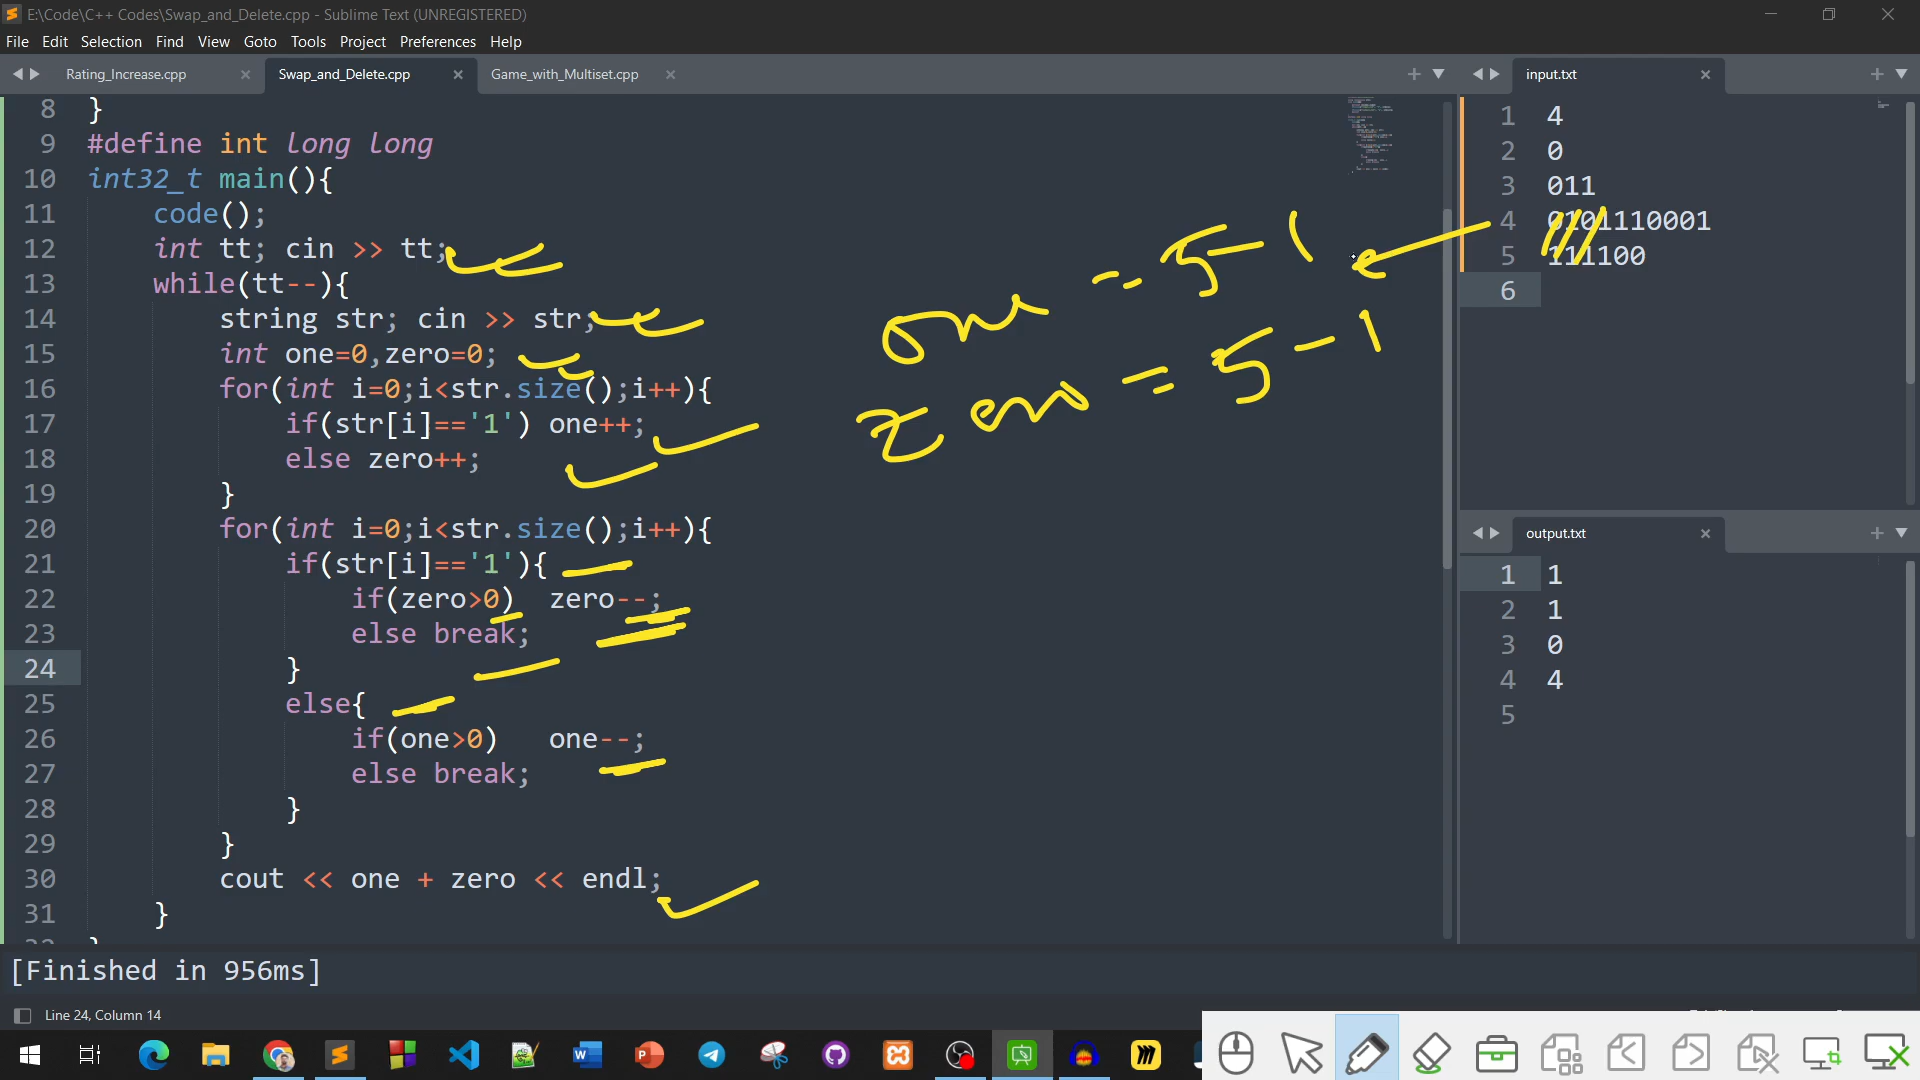 E:\Code\C++ Codes\Swap_and_Delete.cpp - Sublime Text (UNREGISTERED)
File Edit Selection Find View Goto Tools Project Preferences Help
Rating_Increase.cpp Swap_and_Delete.cpp Game_with_Multiset.cpp
8 }
9 #define int long long
10 int32_t main(){
11 code();
12 int tt; cin >> tt;
13 while(tt--){
14 string str; cin >> str;
15 int one=0,zero=0;
16 for(int i=0;i<str.size();i++){
17 if(str[i]=='1') one++;
18 else zero++;
19 }
20 for(int i=0;i<str.size();i++){
21 if(str[i]=='1'){
22 if(zero>0) zero--;
23 else break;
24 }
25 else{
26 if(one>0) one--;
27 else break;
28 }
29 }
30 cout << one + zero << endl;
31 }
one = 5-1
zero = 5-1
input.txt
1 4
2 0
3 011
4 0101110001
5 111100
6
output.txt
1 1
2 1
3 0
4 4
5
[Finished in 956ms]
Line 24, Column 14